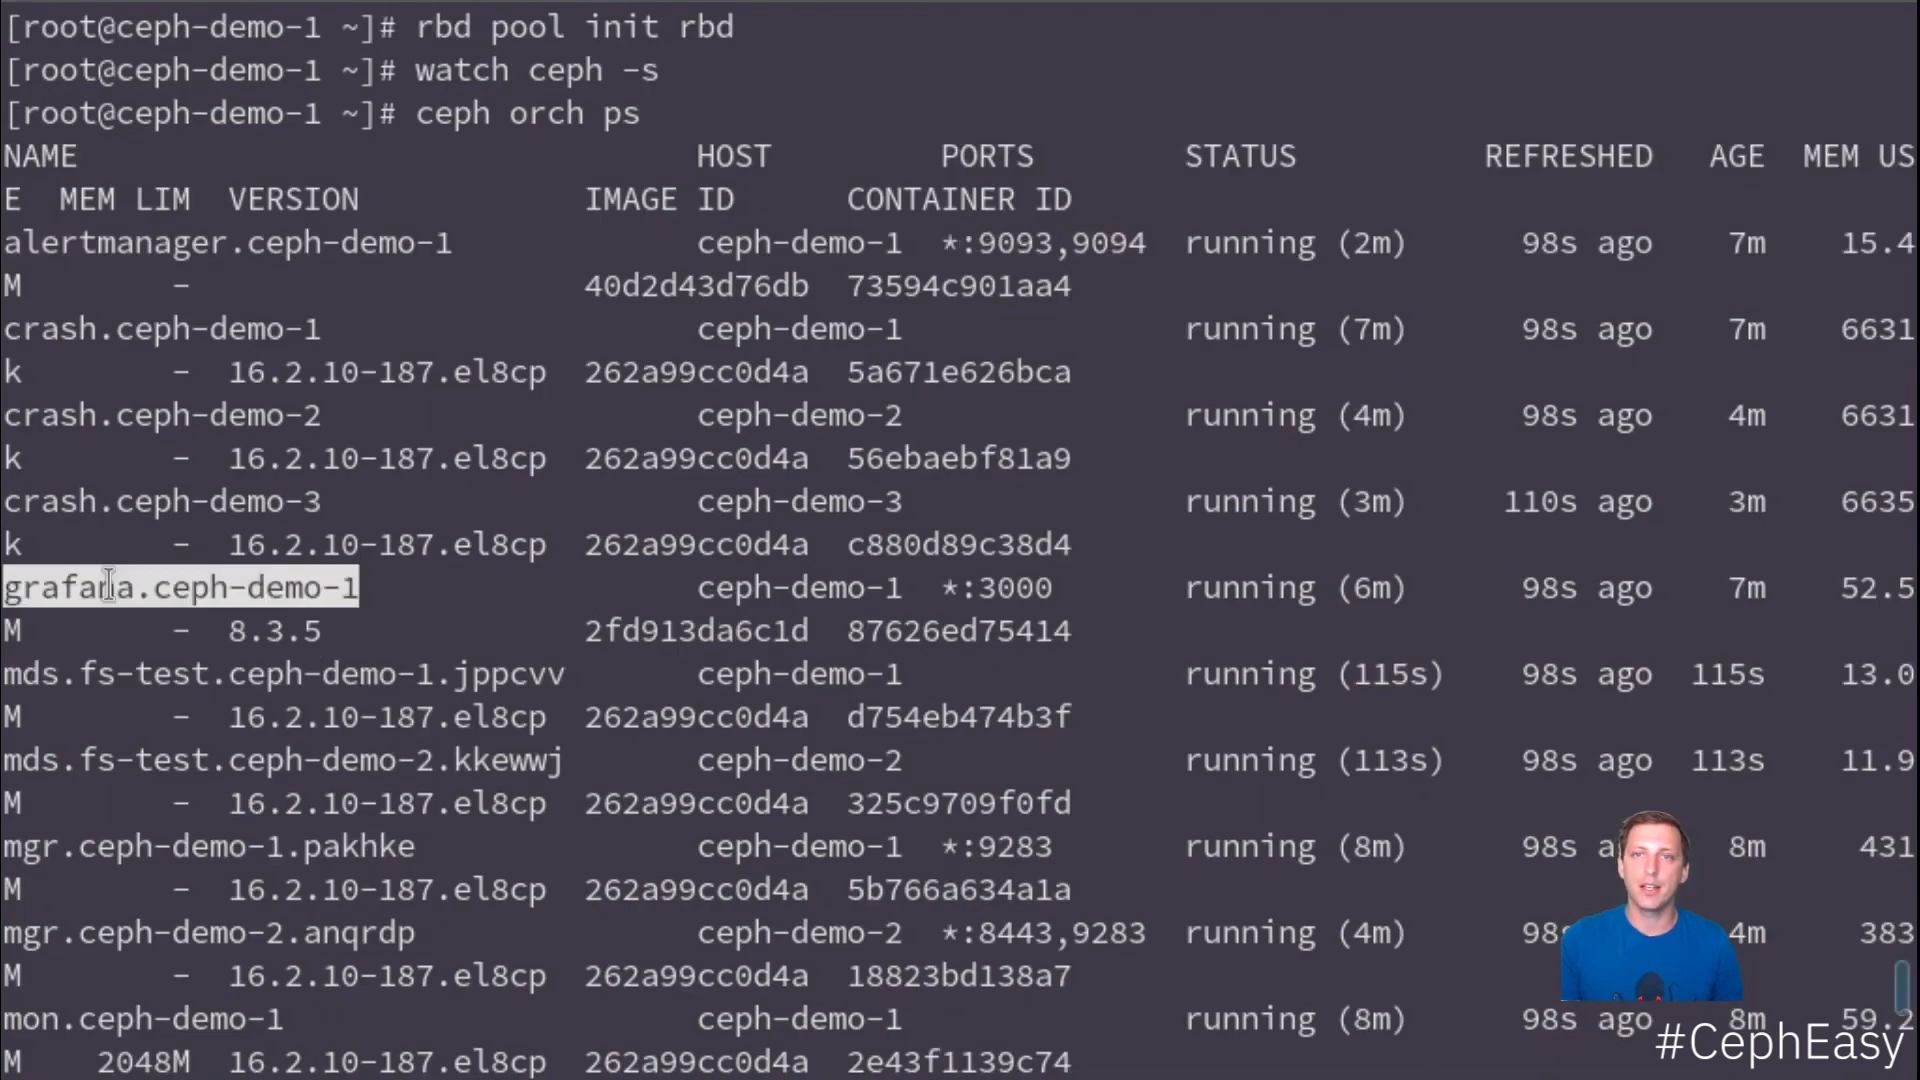 [root@ceph-demo-1 ~]# rbd pool init rbd
[root@ceph-demo-1 ~]# watch ceph -s
[root@ceph-demo-1 ~]# ceph orch ps
NAME HOST PORTS STATUS REFRESHED AGE MEM US
E MEM LIM VERSION IMAGE ID CONTAINER ID
alertmanager.ceph-demo-1 ceph-demo-1 *:9093,9094 running (2m) 98s ago 7m 15.4
M - 40d2d43d76db 73594c901aa4
crash.ceph-demo-1 ceph-demo-1 running (7m) 98s ago 7m 6631
k - 16.2.10-187.el8cp 262a99cc0d4a 5a671e626bca
crash.ceph-demo-2 ceph-demo-2 running (4m) 98s ago 4m 6631
k - 16.2.10-187.el8cp 262a99cc0d4a 56ebaebf81a9
crash.ceph-demo-3 ceph-demo-3 running (3m) 110s ago 3m 6635
k - 16.2.10-187.el8cp 262a99cc0d4a c880d89c38d4
grafana.ceph-demo-1 ceph-demo-1 *:3000 running (6m) 98s ago 7m 52.5
M - 8.3.5 2fd913da6c1d 87626ed75414
mds.fs-test.ceph-demo-1.jppcvv ceph-demo-1 running (115s) 98s ago 115s 13.0
M - 16.2.10-187.el8cp 262a99cc0d4a d754eb474b3f
mds.fs-test.ceph-demo-2.kkewwj ceph-demo-2 running (113s) 98s ago 113s 11.9
M - 16.2.10-187.el8cp 262a99cc0d4a 325c9709f0fd
mgr.ceph-demo-1.pakhke ceph-demo-1 *:9283 running (8m) 98s 8m 431
M - 16.2.10-187.el8cp 262a99cc0d4a 5b766a634a1a
mgr.ceph-demo-2.anqrdp ceph-demo-2 *:8443,9283 running (4m) 4m 383
M - 16.2.10-187.el8cp 262a99cc0d4a 18823bd138a7
mon.ceph-demo-1 ceph-demo-1 running (8m) 98s ago 8m 59.2
M 2048M 16.2.10-187.el8cp 262a99cc0d4a 2e43f1139c74
#CephEasy